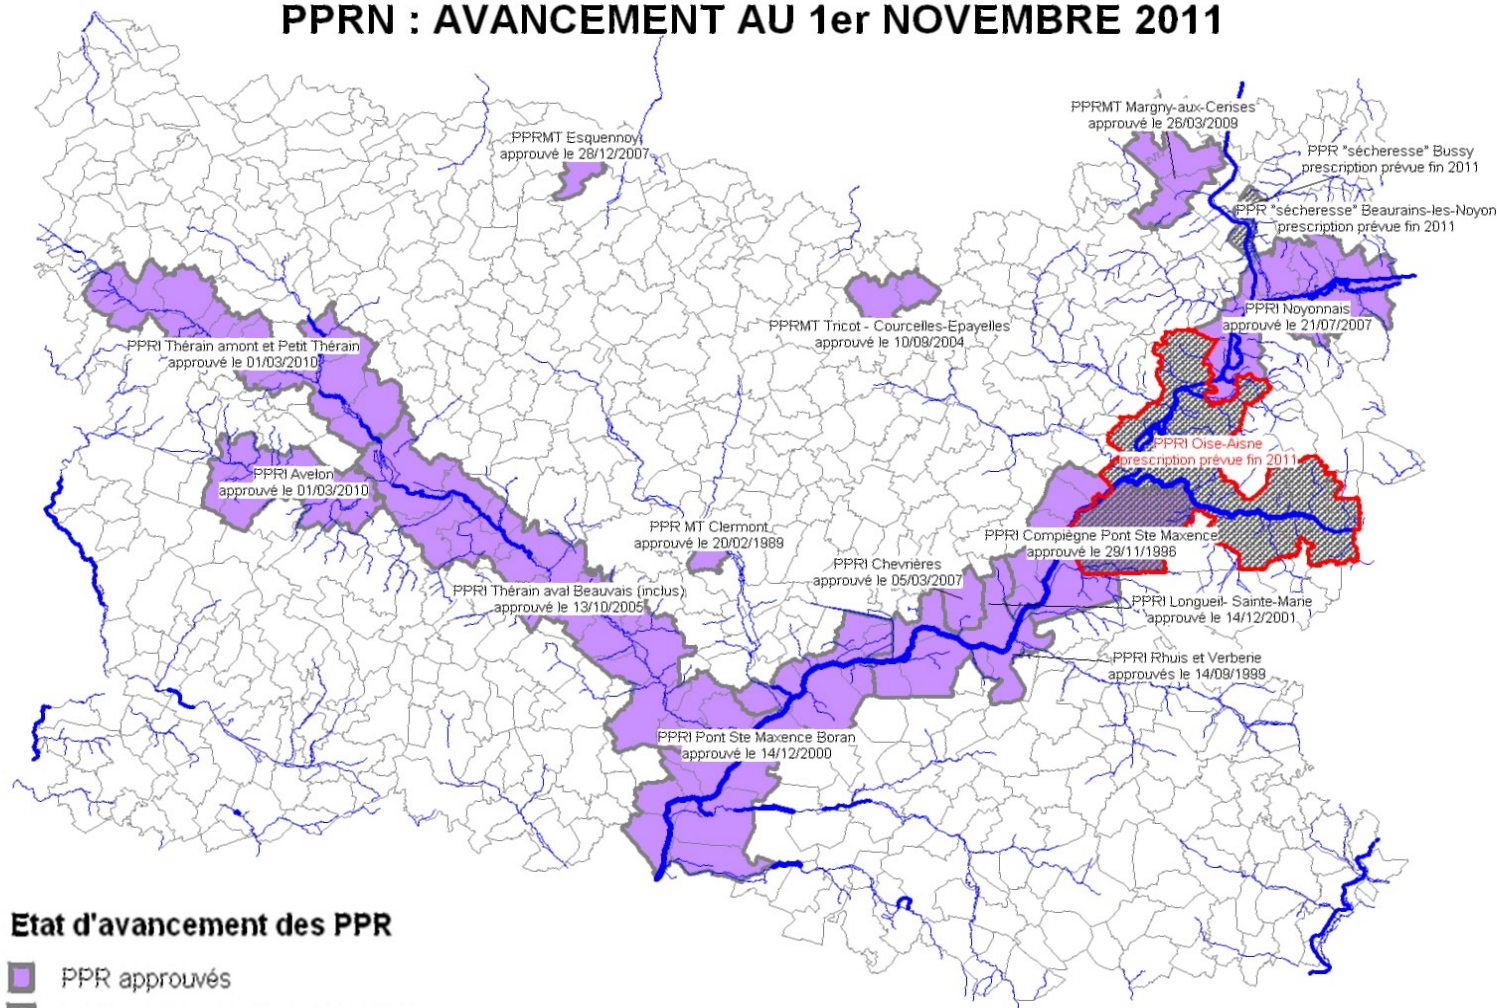 PPRN : AVANCEMENT AU 1er NOVEMBRE 2011
PPRMT Margny-aux-Cerises
approuvé le 26/03/2009
PPRMT Esquennoy
approuvé le 28/12/2007
PPR "sécheresse" Bussy
prescription prévue fin 2011
PPR "sécheresse" Beaurains-les-Noyon
prescription prévue fin 2011
PPRI Noyonnais
approuvé le 21/07/2007
PPRMT Tricot - Courcelles-Epayelles
approuvé le 10/09/2004
PPRI Thérain amont et Petit Thérain
approuvé le 01/03/2010
PPRI Oise-Aisne
prescription prévue fin 2011
PPRI Avelon
approuvé le 01/03/2010
PPR MT Clermont
approuvé le 20/02/1989
PPRI Compiègne Pont Ste Maxence
approuvé le 29/11/1996
PPRI Chevrières
approuvé le 05/03/2007
PPRI Thérain aval Beauvais (inclus)
approuvé le 13/10/2005
PPRI Longueil- Sainte-Marie
approuvé le 14/12/2001
PPRI Rhuis et Verberie
approuvés le 14/09/1999
PPRI Pont Ste Maxence Boran
approuvé le 14/12/2000
Etat d'avancement des PPR
PPR approuvés